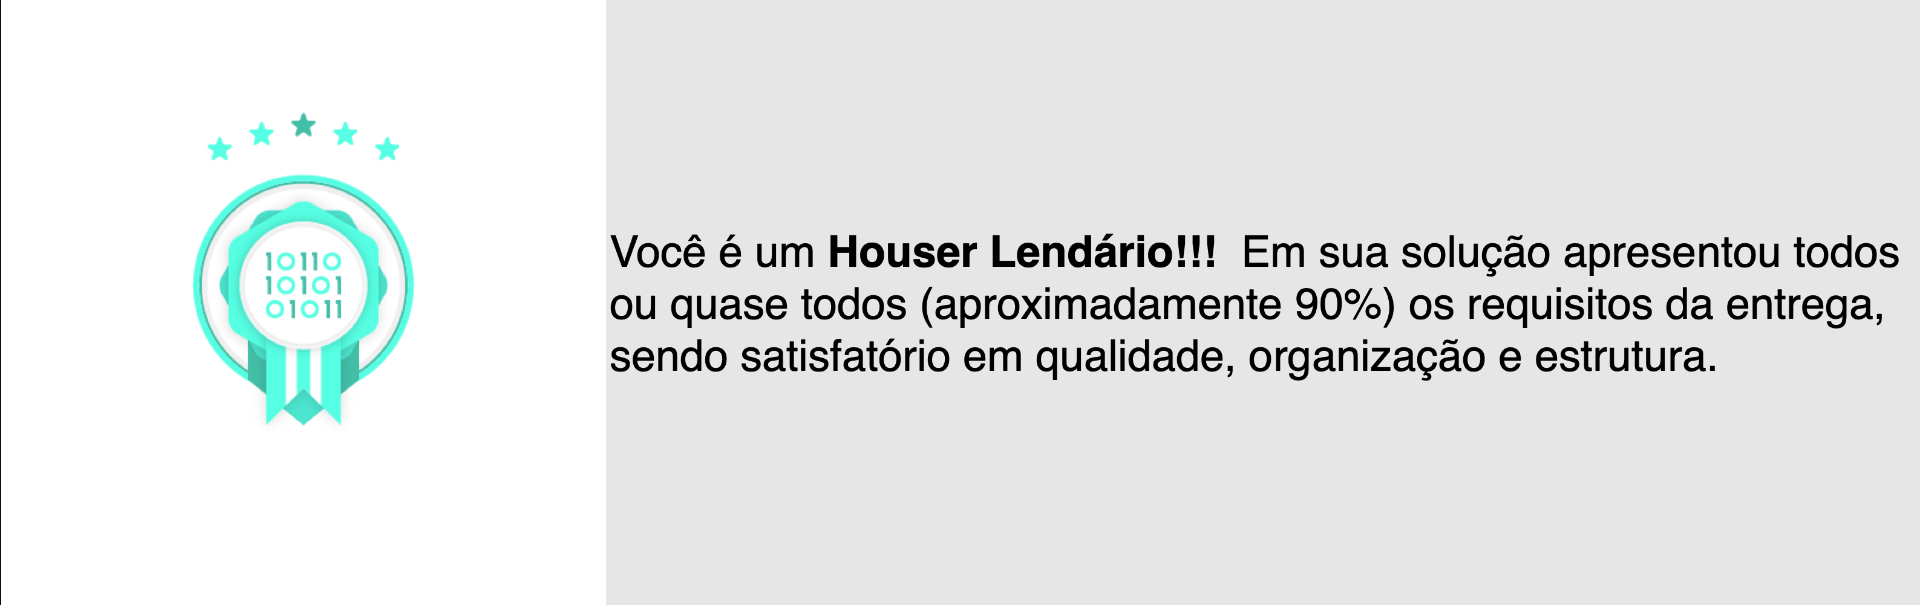 10110
10101
01011
Você é um Houser Lendário!!!  Em sua solução apresentou todos
ou quase todos (aproximadamente 90%) os requisitos da entrega,
sendo satisfatório em qualidade, organização e estrutura.